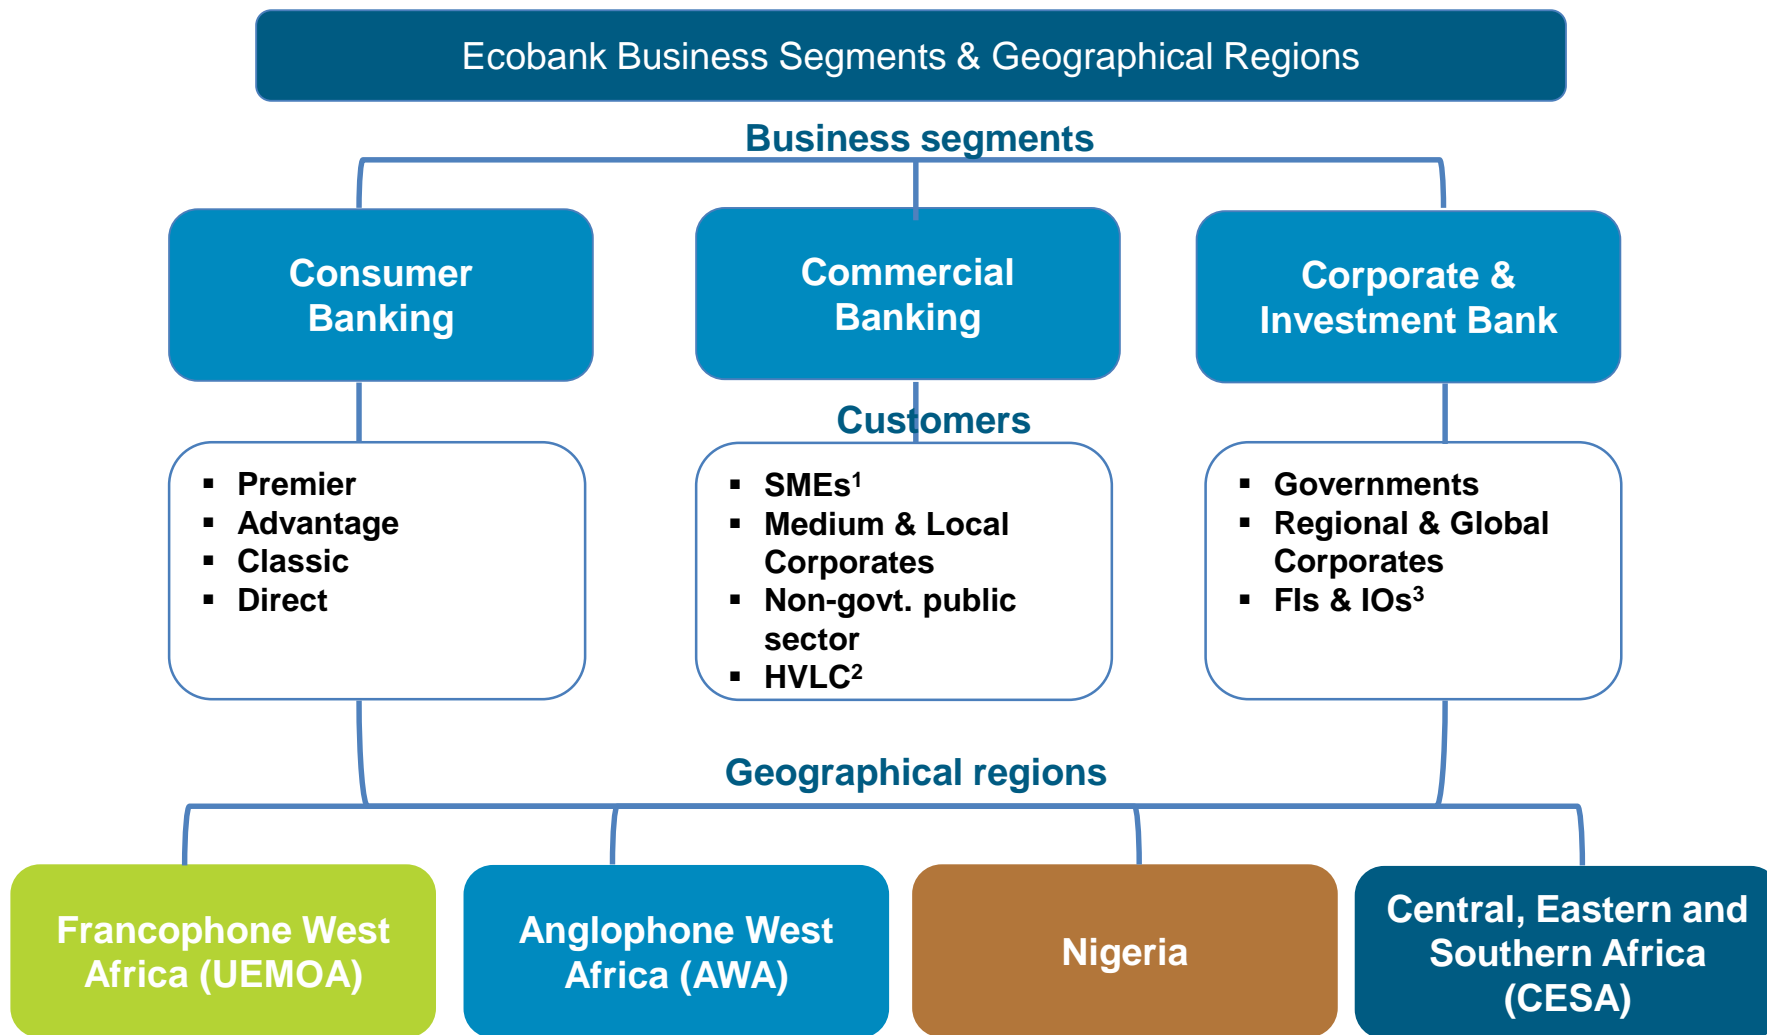 Ecobank Business Segments & Geographical Regions
Business segments
Consumer
Banking
Commercial
Banking
Corporate &
Investment Bank
Customers
▪ Premier
▪ Advantage
▪ Classic
▪ Direct
▪ SMEs¹
▪ Medium & Local
Corporates
▪ Non-govt. public
sector
▪ HVLC²
▪ Governments
▪ Regional & Global
Corporates
▪ FIs & IOs³
Geographical regions
Francophone West
Africa (UEMOA)
Anglophone West
Africa (AWA)
Nigeria
Central, Eastern and
Southern Africa
(CESA)